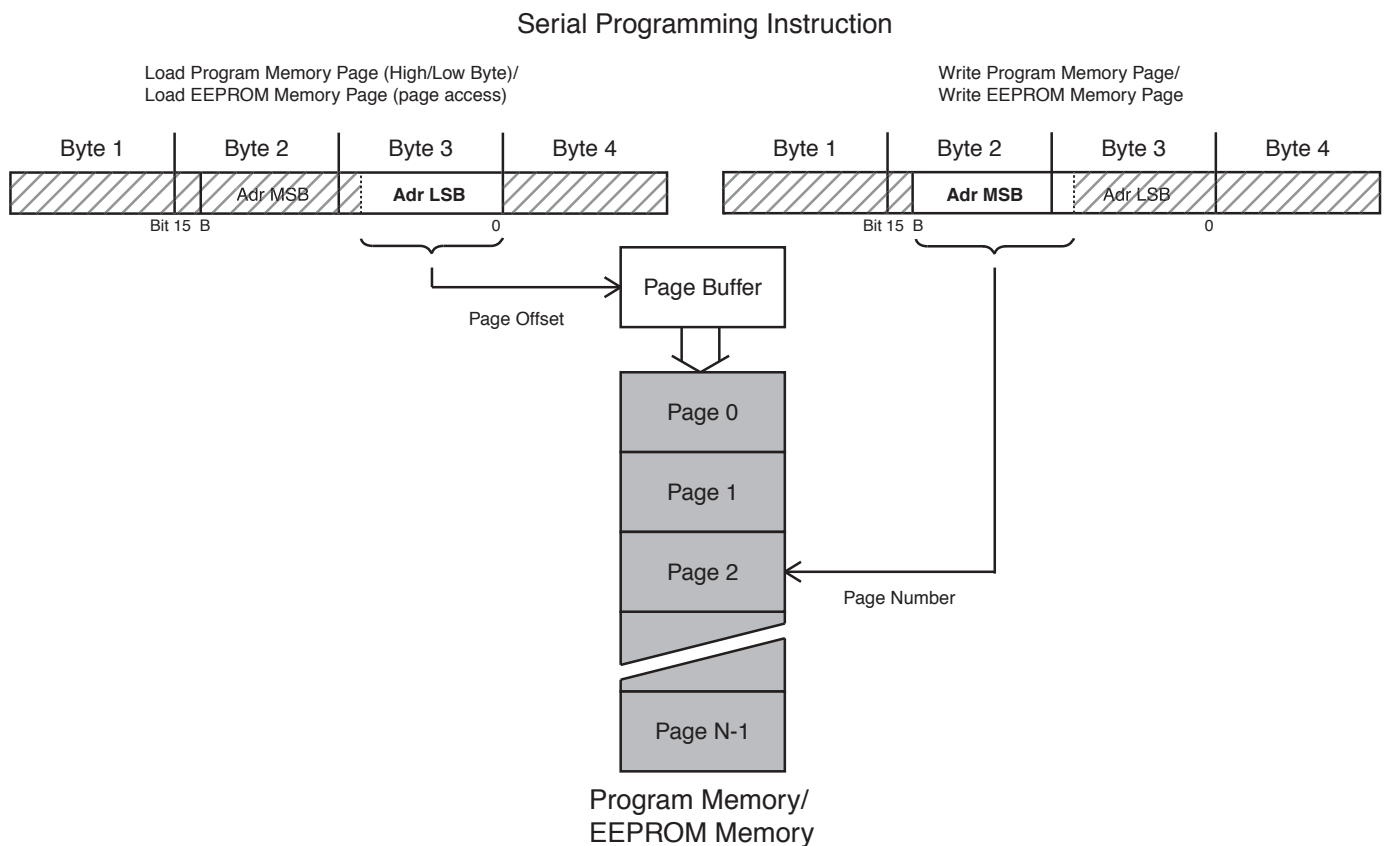 Serial Programming Instruction
Load Program Memory Page (High/Low Byte)/
Load EEPROM Memory Page (page access)
Write Program Memory Page/
Write EEPROM Memory Page
Byte 1 Byte 2 Byte 3 Byte 4
Adr MSB Adr LSB
Bit 15 B 0
Byte 1 Byte 2 Byte 3 Byte 4
Adr MSB Adr LSB
Bit 15 B 0
Page Buffer
Page Offset
Page 0
Page 1
Page 2
Page Number
Page N-1
Program Memory/
EEPROM Memory